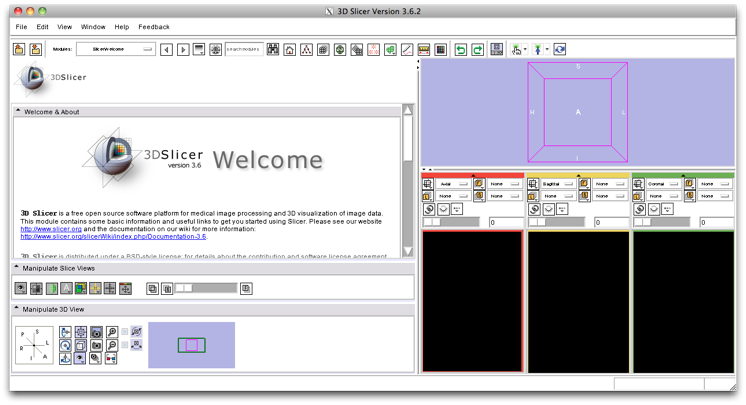 3D Slicer Version 3.6.2
File Edit View Window Help Feedback
Modules: SlicerWelcome search modules
3DSlicer
Welcome & About
3DSlicer
version 3.6
Welcome
3D Slicer is a free open source software platform for medical image processing and 3D visualization of image data.
This module contains some basic information and useful links to get you started using Slicer. Please see our website
http://www.slicer.org and the documentation on our wiki for more information:
http://www.slicer.org/slicerWiki/index.php/Documentation-3.6.
3D Slicer is distributed under a BSD-style license; for details about the contribution and software license agreement
Manipulate Slice Views
Manipulate 3D View
P S L R I A
S
A L
I
Axial None Sagittal None Coronal None
None None None None None None
0 0 0